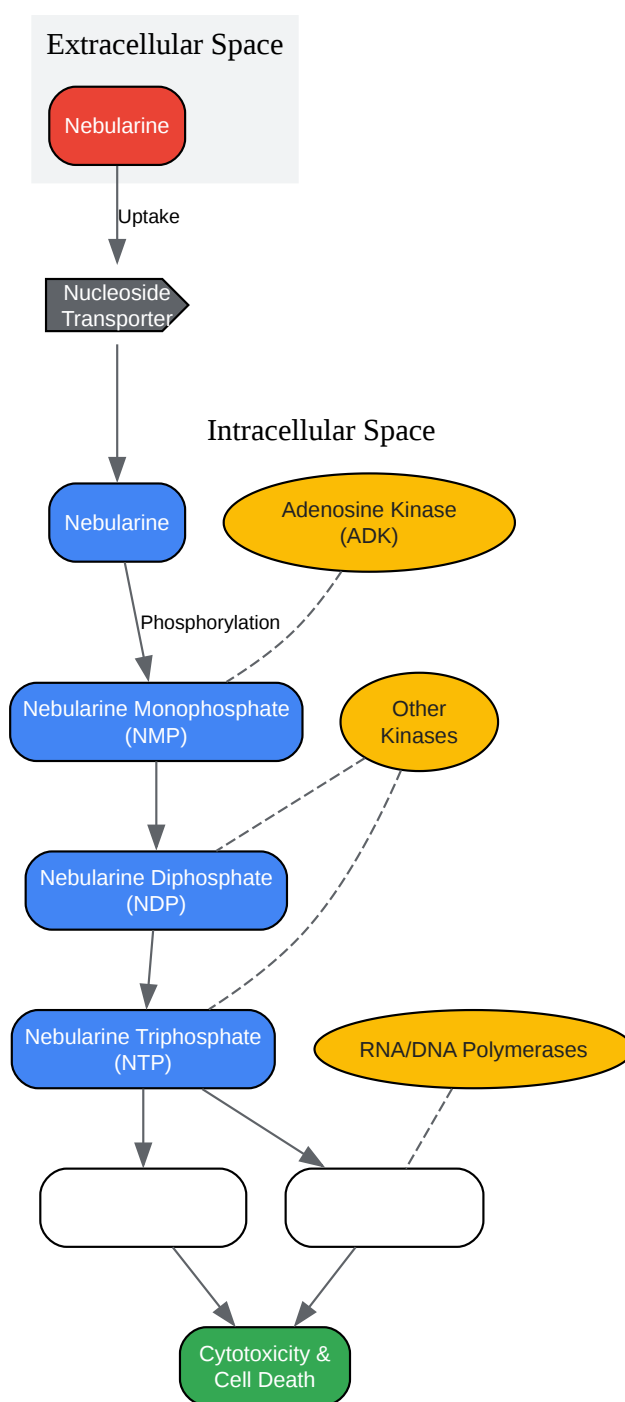 Extracellular Space
Nebularine
Uptake
Nucleoside
Transporter
Intracellular Space
Nebularine
Adenosine Kinase
(ADK)
Phosphorylation
Nebularine Monophosphate
(NMP)
Other
Kinases
Nebularine Diphosphate
(NDP)
Nebularine Triphosphate
(NTP)
RNA/DNA Polymerases
Cytotoxicity &
Cell Death